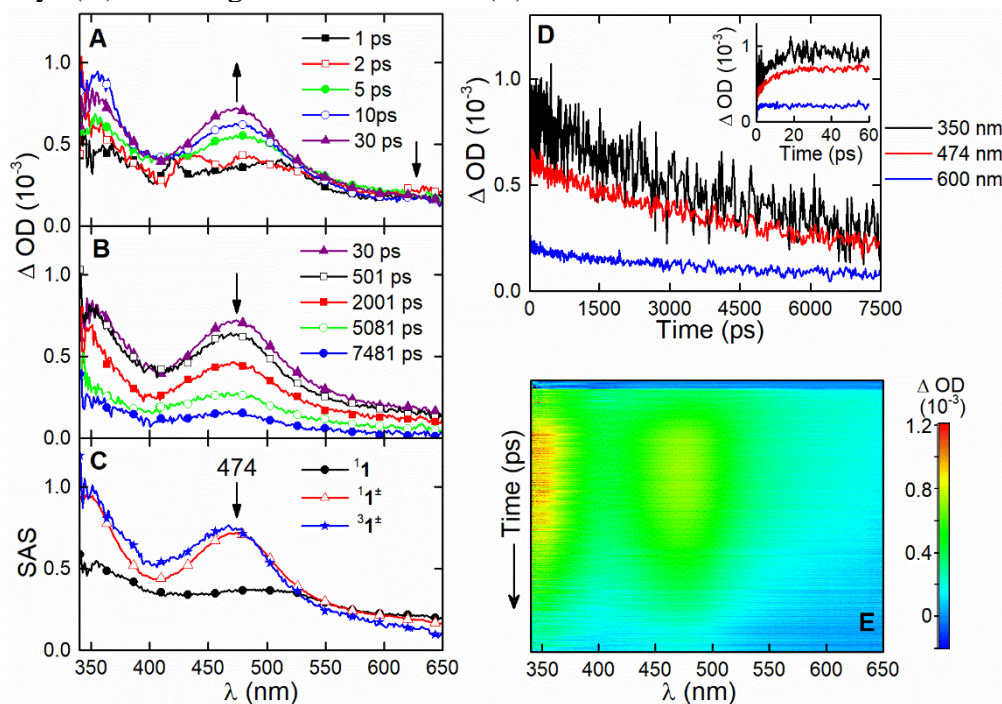 A
1 ps
2 ps
5 ps
10ps
30 ps
1.0
0.5
0.0
B
30 ps
501 ps
2001 ps
5081 ps
7481 ps
1.0
0.5
0.0
Δ OD (10⁻³)
C
474
¹1
¹1±
³1±
1.0
0.5
0.0
SAS
340 400 450 500 550 600 650
λ (nm)
D
1.0
0.5
0.0
Δ OD (10⁻³)
0 1500 3000 4500 6000 7500
Time (ps)
1
0
Δ OD (10⁻³)
0 20 40 60
Time (ps)
350 nm
474 nm
600 nm
E
Time (ps)
350 400 450 500 550 600 650
λ (nm)
Δ OD
(10⁻³)
1.2
0.8
0.4
0